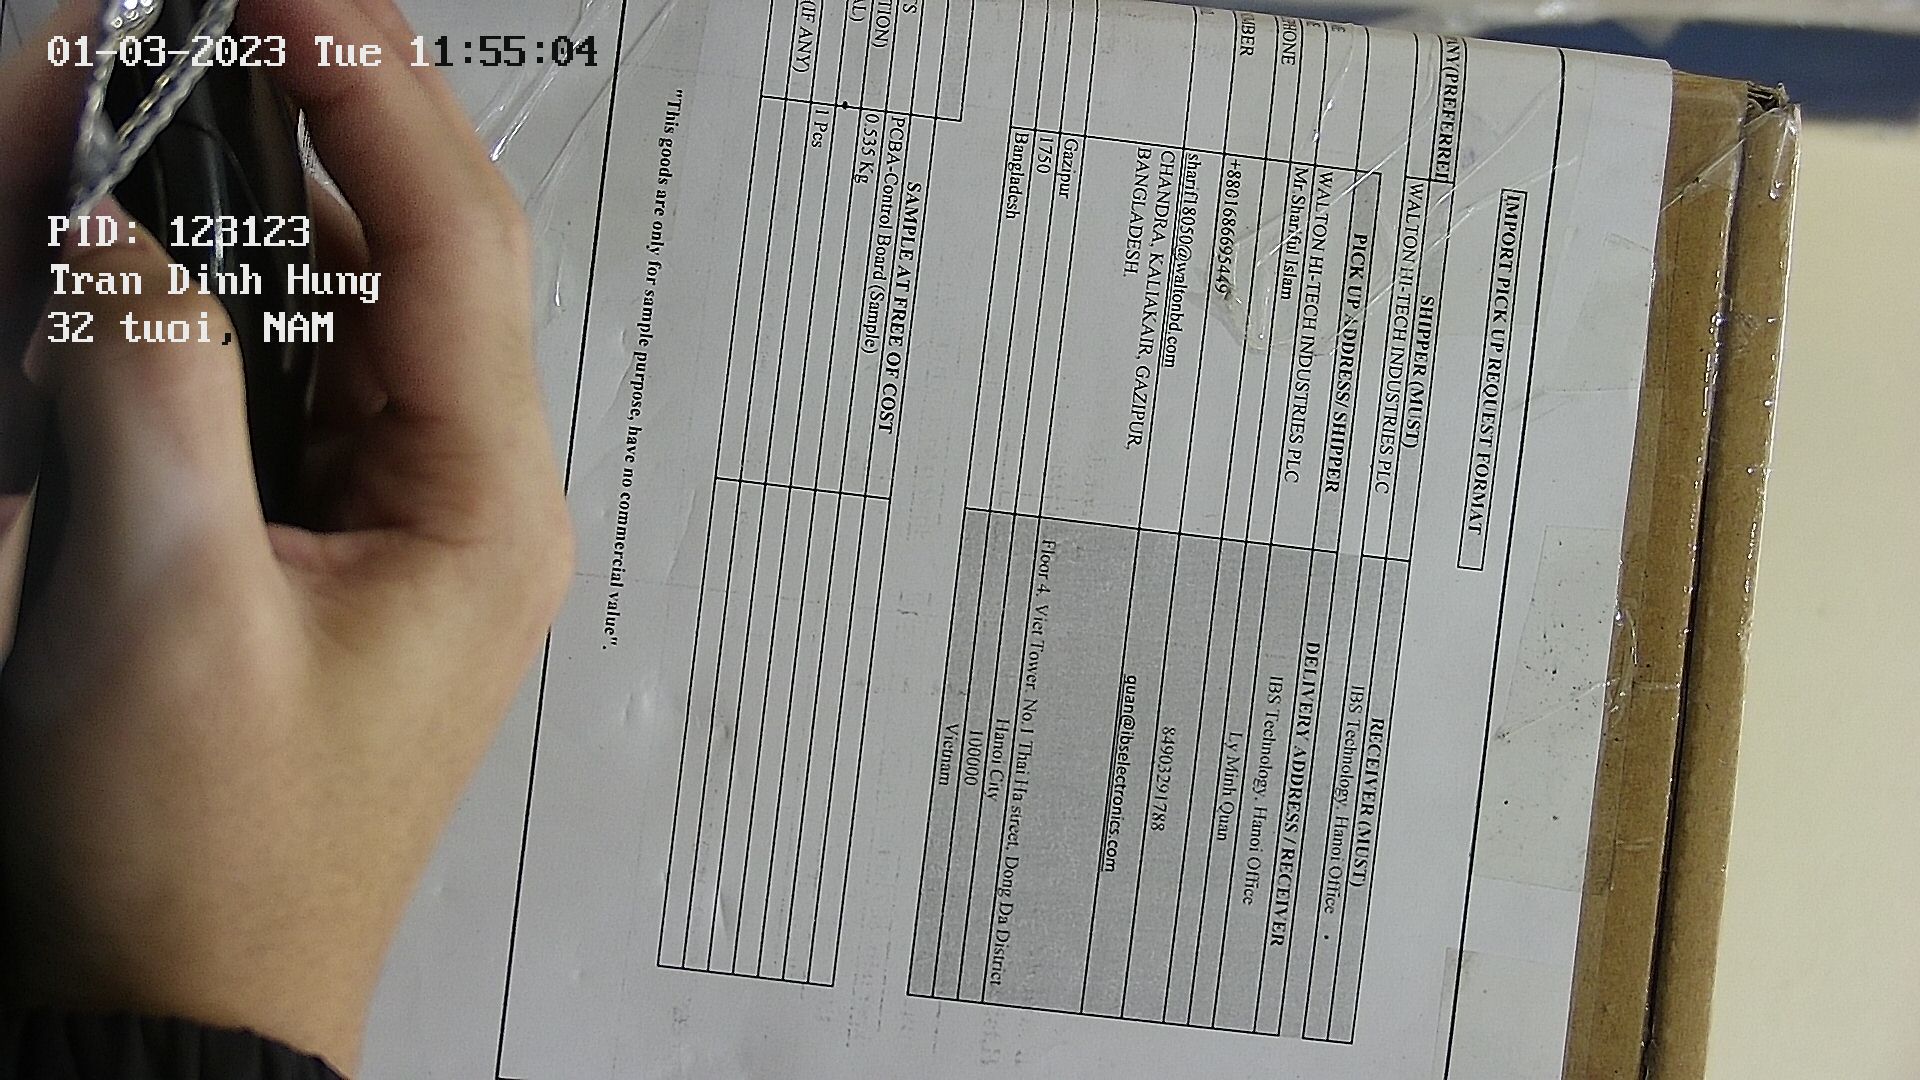 01-03-2023 Tue 11:55:04
PID: 123123
Tran Dinh Hung
32 tuoi, NAM
IMPORT PICK UP REQUEST FORMAT
SHIPPER (MUST)
RECEIVER (MUST)
WALTON HI-TECH INDUSTRIES PLC
IBS Technology, Hanoi Office
PICK UP ADDRESS/ SHIPPER
DELIVERY ADDRESS / RECEIVER
WALTON HI-TECH INDUSTRIES PLC
IBS Technology, Hanoi Office
Mr.Shariful Islam
Ly Minh Quan
+8801686695449
84903291788
sharif18050@waltonbd.com
quan@ibselectronics.com
CHANDRA, KALIAKAIR, GAZIPUR,
BANGLADESH.
Floor 4, Viet Tower, No.1 Thai Ha street, Dong Da District
Gazipur
Hanoi City
1750
100000
Bangladesh
Vietnam
SAMPLE AT FREE OF COST
PCBA-Control Board (Sample)
0.535 Kg
1 Pcs
(IF ANY)
"This goods are only for sample purpose, have no commercial value".